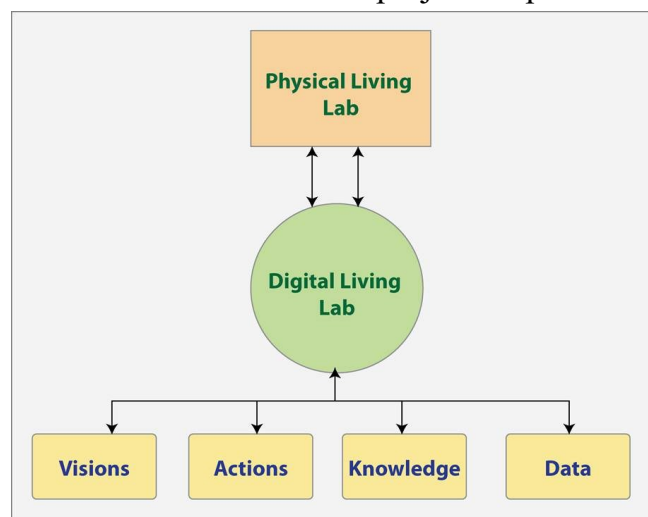 Physical Living
Lab
Digital Living
Lab
Visions
Actions
Knowledge
Data